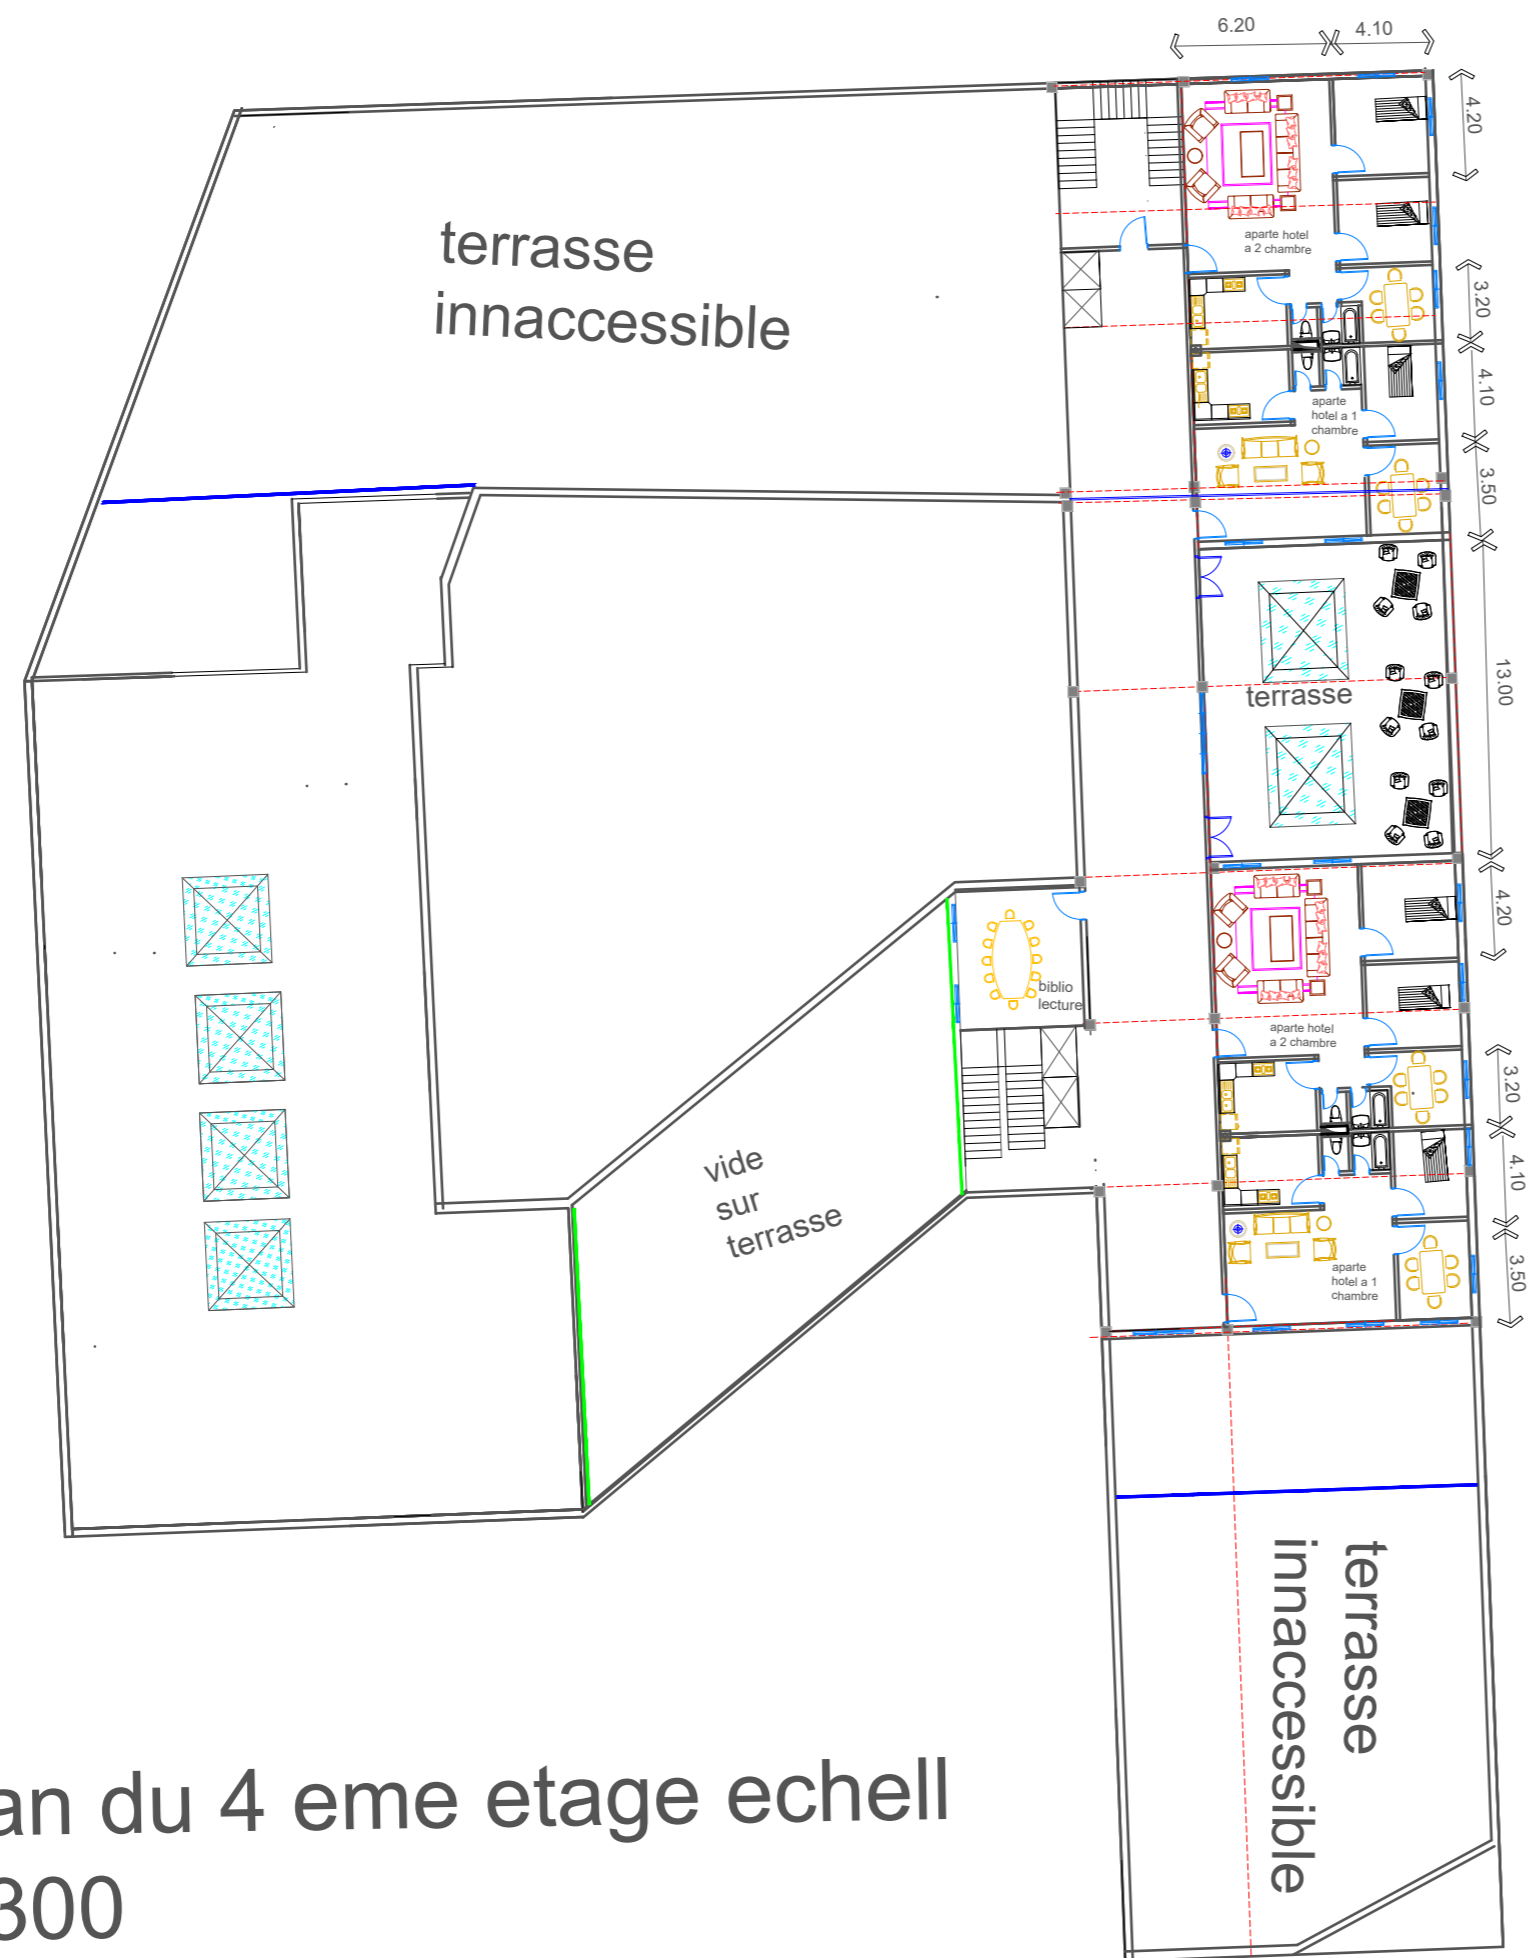 6.20
4.10
4.20
terrasse
innaccessible
aparte hotel
a 2 chambre
3.20
4.10
aparte
hotel a 1
chambre
3.50
13.00
terrasse
4.20
biblio
lecture
aparte hotel
a 2 chambre
3.20
4.10
vide
sur
terrasse
aparte
hotel a 1
chambre
3.50
terrasse
innaccessible
an du 4 eme etage echell
300